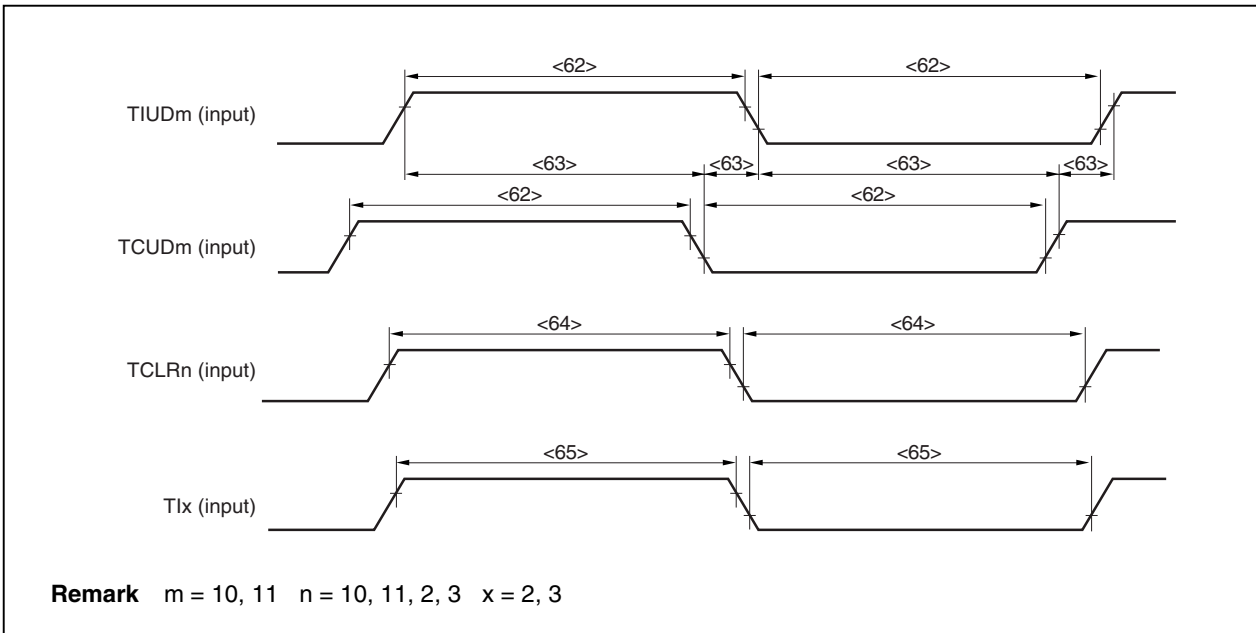 <62> <62>
TIUDm (input)
<63> <63> <63> <63>
<62> <62>
TCUDm (input)
<64> <64>
TCLRn (input)
<65> <65>
TIx (input)
Remark m = 10, 11 n = 10, 11, 2, 3 x = 2, 3